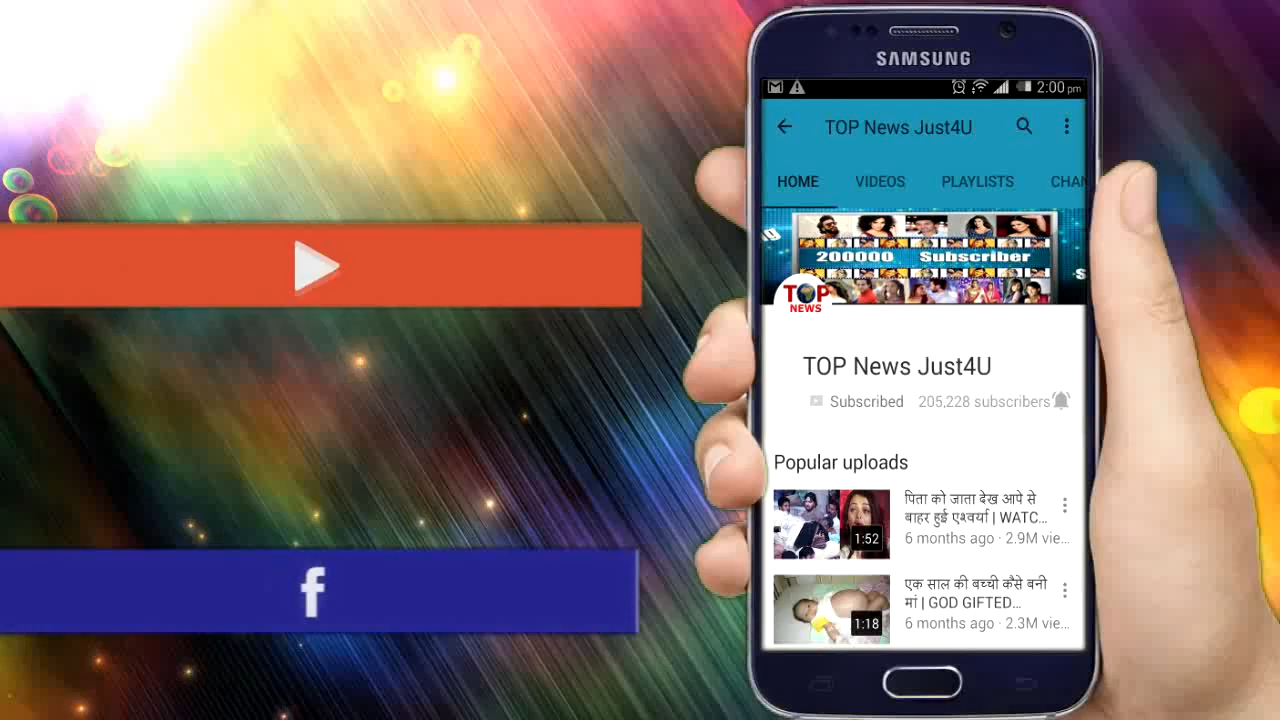 SAMSUNG
2:00 pm
TOP News Just4U
HOME VIDEOS PLAYLISTS CHAN
200000 Subscriber
TOP
NEWS
TOP News Just4U
Subscribed 205,228 subscribers
Popular uploads
पिता को जाता देख आपे से
बाहर हुई एश्वर्या | WATC...
1:52
6 months ago · 2.9M vie...
एक साल की बच्ची कैसे बनी
मां | GOD GIFTED...
1:18
6 months ago · 2.3M vie...
f